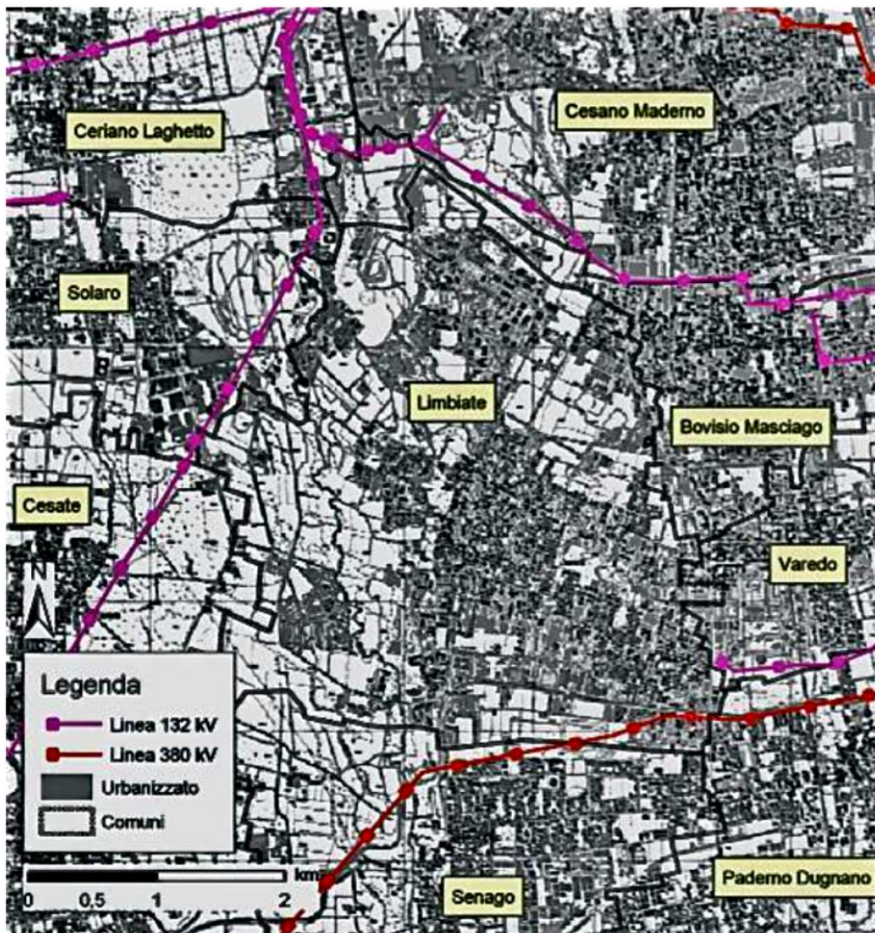 Cesano Maderno
Ceriano Laghetto
Solaro
Limbiate
Bovisio Masciago
Cesate
Varedo
N
Legenda
Linea 132 kV
Linea 380 kV
Urbanizzato
Comuni
km
0 0.5 1 2
Senago
Paderno Dugnano